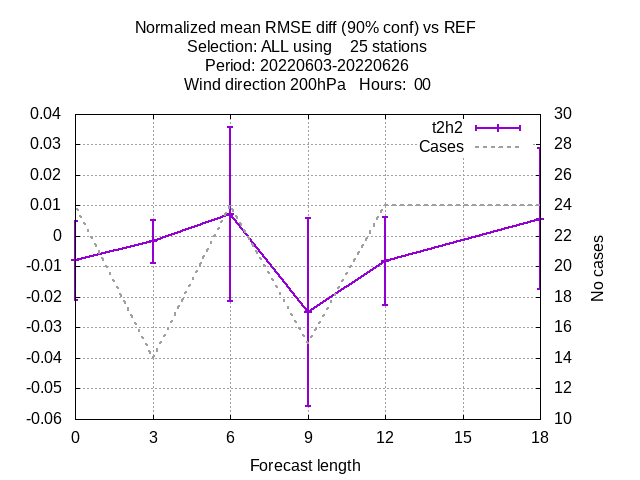 Normalized mean RMSE diff (90% conf) vs REF
Selection: ALL using    25 stations
Period: 20220603-20220626
Wind direction 200hPa   Hours:  00
0.04
0.03
0.02
0.01
0
-0.01
-0.02
-0.03
-0.04
-0.05
-0.06
t2h2
Cases
30
28
26
24
22
20
18
16
14
12
10
No cases
0 3 6 9 12 15 18
Forecast length